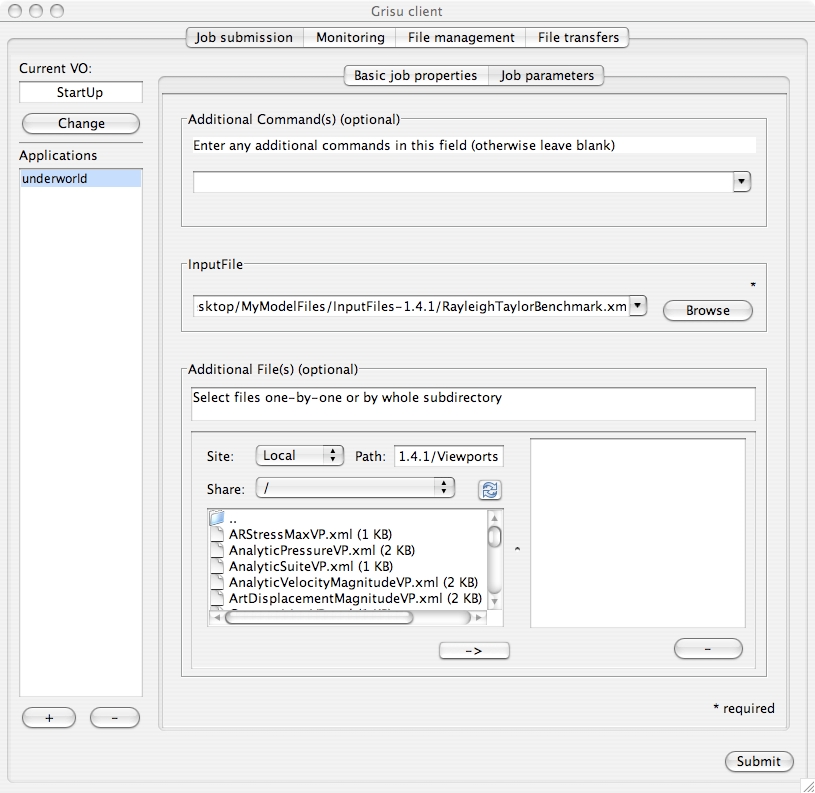 Grisu client
Job submission Monitoring File management File transfers
Current VO:
StartUp
Change
Applications
underworld
+ -
Basic job properties Job parameters
Additional Command(s) (optional)
Enter any additional commands in this field (otherwise leave blank)
InputFile
*
sktop/MyModelFiles/InputFiles-1.4.1/RayleighTaylorBenchmark.xm
Browse
Additional File(s) (optional)
Select files one-by-one or by whole subdirectory
Site: Local Path: 1.4.1/Viewports
Share: /
..
ARStressMaxVP.xml (1 KB)
AnalyticPressureVP.xml (2 KB)
AnalyticSuiteVP.xml (1 KB)
AnalyticVelocityMagnitudeVP.xml (2 KB)
ArtDisplacementMagnitudeVP.xml (2 KB)
->
-
* required
Submit